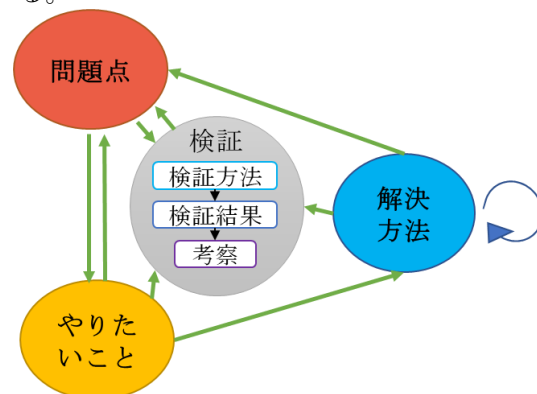 る。
問題点
検証
検証方法
検証結果
考察
解決
方法
やりた
いこと